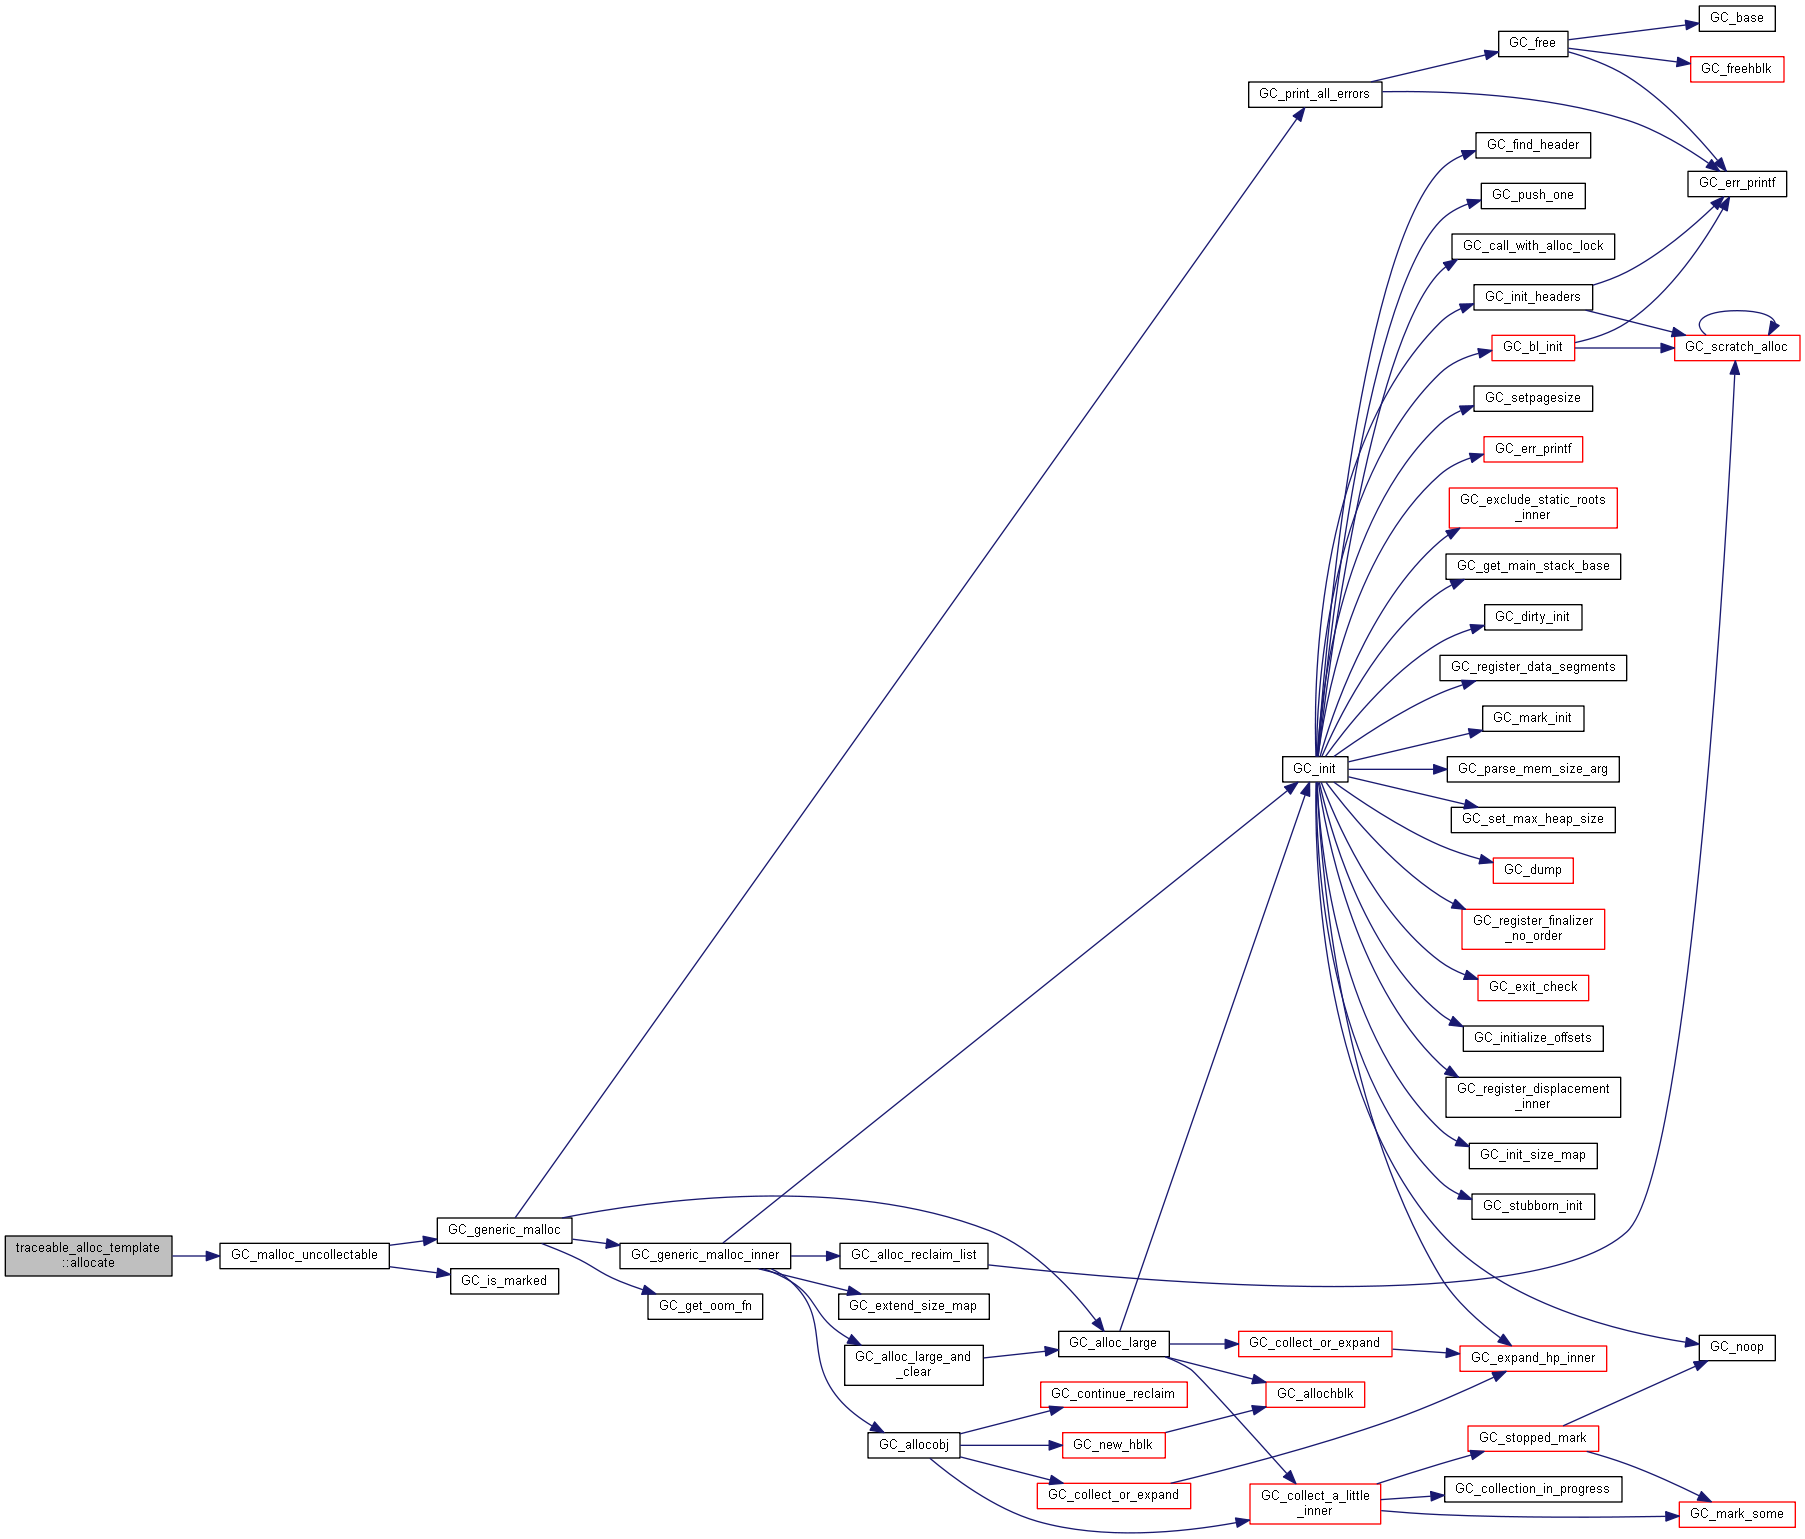 GC_base
GC_free
GC_freehblk
GC_print_all_errors
GC_find_header
GC_err_printf
GC_push_one
GC_call_with_alloc_lock
GC_init_headers
GC_bl_init
GC_scratch_alloc
GC_setpagesize
GC_err_printf
GC_exclude_static_roots
_inner
GC_get_main_stack_base
GC_dirty_init
GC_register_data_segments
GC_mark_init
GC_init
GC_parse_mem_size_arg
GC_set_max_heap_size
GC_dump
GC_register_finalizer
_no_order
GC_exit_check
GC_initialize_offsets
GC_register_displacement
_inner
GC_init_size_map
GC_stubborn_init
GC_generic_malloc
traceable_alloc_template
::allocate
GC_malloc_uncollectable
GC_generic_malloc_inner
GC_alloc_reclaim_list
GC_is_marked
GC_get_oom_fn
GC_extend_size_map
GC_alloc_large
GC_collect_or_expand
GC_noop
GC_alloc_large_and
_clear
GC_expand_hp_inner
GC_continue_reclaim
GC_allochblk
GC_allocobj
GC_new_hblk
GC_stopped_mark
GC_collect_or_expand
GC_collect_a_little
_inner
GC_collection_in_progress
GC_mark_some